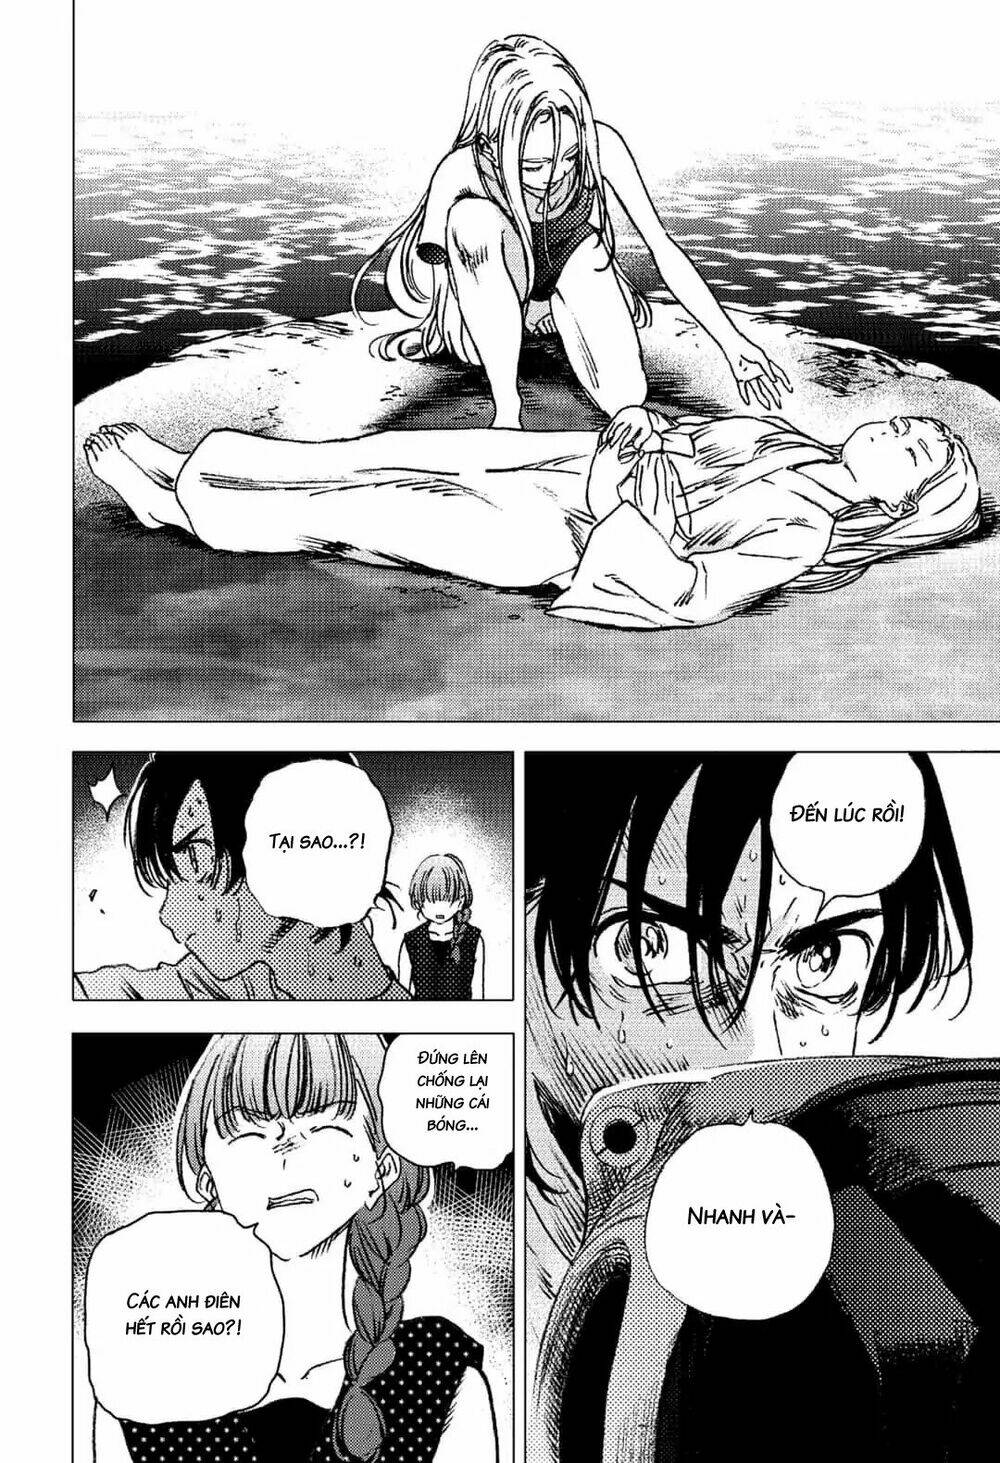 ĐẾN LÚC RỒI!
NHANH VÀ-
TẠI SAO...?!
ĐỨNG LÊN
CHỐNG LẠI
NHỮNG CÁI
BÓNG...
CÁC ANH ĐIÊN
HẾT RỒI SAO?!